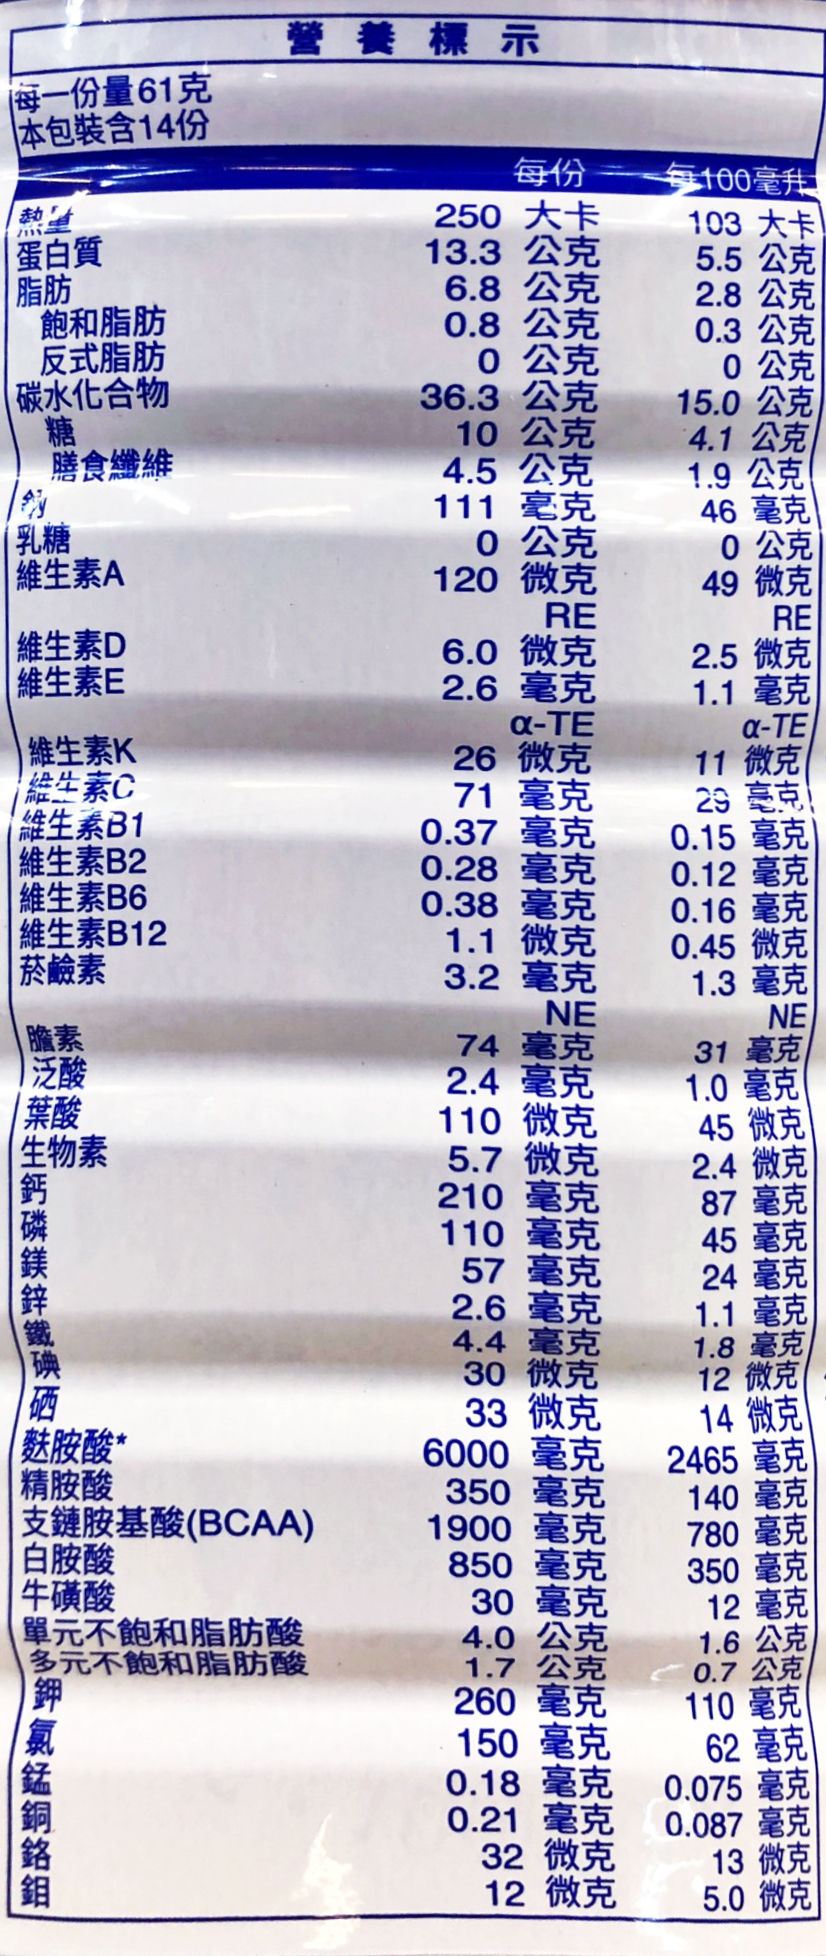 營養標示
每一份量61克
本包裝含14份
每份 每100毫升
熱量 250 大卡 103 大卡
蛋白質 13.3 公克 5.5 公克
脂肪 6.8 公克 2.8 公克
飽和脂肪 0.8 公克 0.3 公克
反式脂肪 0 公克 0 公克
碳水化合物 36.3 公克 15.0 公克
糖 10 公克 4.1 公克
膳食纖維 4.5 公克 1.9 公克
鈉 111 毫克 46 毫克
乳糖 0 公克 0 公克
維生素A 120 微克 49 微克
RE RE
維生素D 6.0 微克 2.5 微克
維生素E 2.6 毫克 1.1 毫克
α-TE α-TE
維生素K 26 微克 11 微克
維生素C 71 毫克 29 毫克
維生素B1 0.37 毫克 0.15 毫克
維生素B2 0.28 毫克 0.12 毫克
維生素B6 0.38 毫克 0.16 毫克
維生素B12 1.1 微克 0.45 微克
菸鹼素 3.2 毫克 1.3 毫克
NE NE
膽素 74 毫克 31 毫克
泛酸 2.4 毫克 1.0 毫克
葉酸 110 微克 45 微克
生物素 5.7 微克 2.4 微克
鈣 210 毫克 87 毫克
磷 110 毫克 45 毫克
鎂 57 毫克 24 毫克
鋅 2.6 毫克 1.1 毫克
鐵 4.4 毫克 1.8 毫克
碘 30 微克 12 微克
硒 33 微克 14 微克
麩胺酸* 6000 毫克 2465 毫克
精胺酸 350 毫克 140 毫克
支鏈胺基酸(BCAA) 1900 毫克 780 毫克
白胺酸 850 毫克 350 毫克
牛磺酸 30 毫克 12 毫克
單元不飽和脂肪酸 4.0 公克 1.6 公克
多元不飽和脂肪酸 1.7 公克 0.7 公克
鉀 260 毫克 110 毫克
氯 150 毫克 62 毫克
錳 0.18 毫克 0.075 毫克
銅 0.21 毫克 0.087 毫克
鉻 32 微克 13 微克
鉬 12 微克 5.0 微克